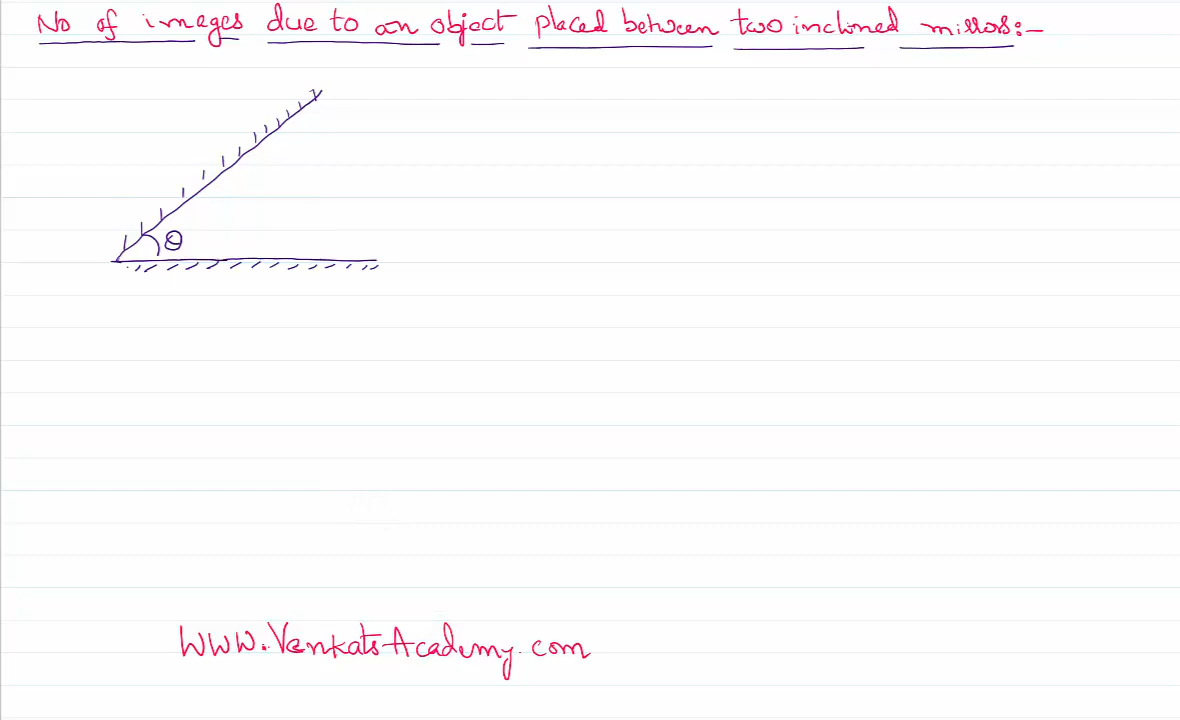 No of images due to an object placed between two inclined mirrors:-
θ
WWW.VenkatsAcademy.com